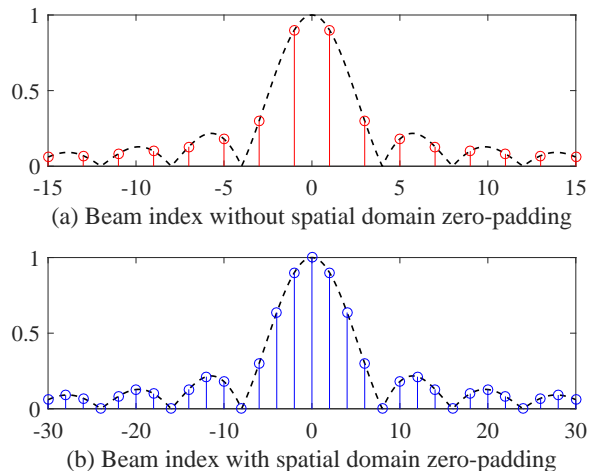 1
0.5
0
-15 -10 -5 0 5 10 15
(a) Beam index without spatial domain zero-padding
1
0.5
0
-30 -20 -10 0 10 20 30
(b) Beam index with spatial domain zero-padding